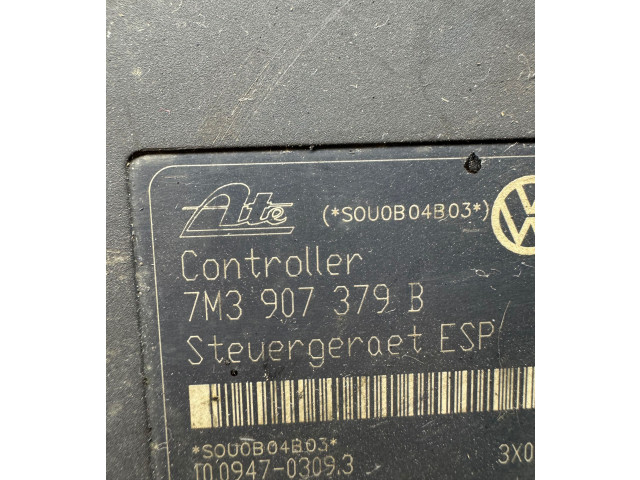 Ate (*S0U0B04B03*)
Controller
7M3 907 379 B
Steuergeraet ESP
*S0U0B04B03*
10.0947-0309.3 3X0